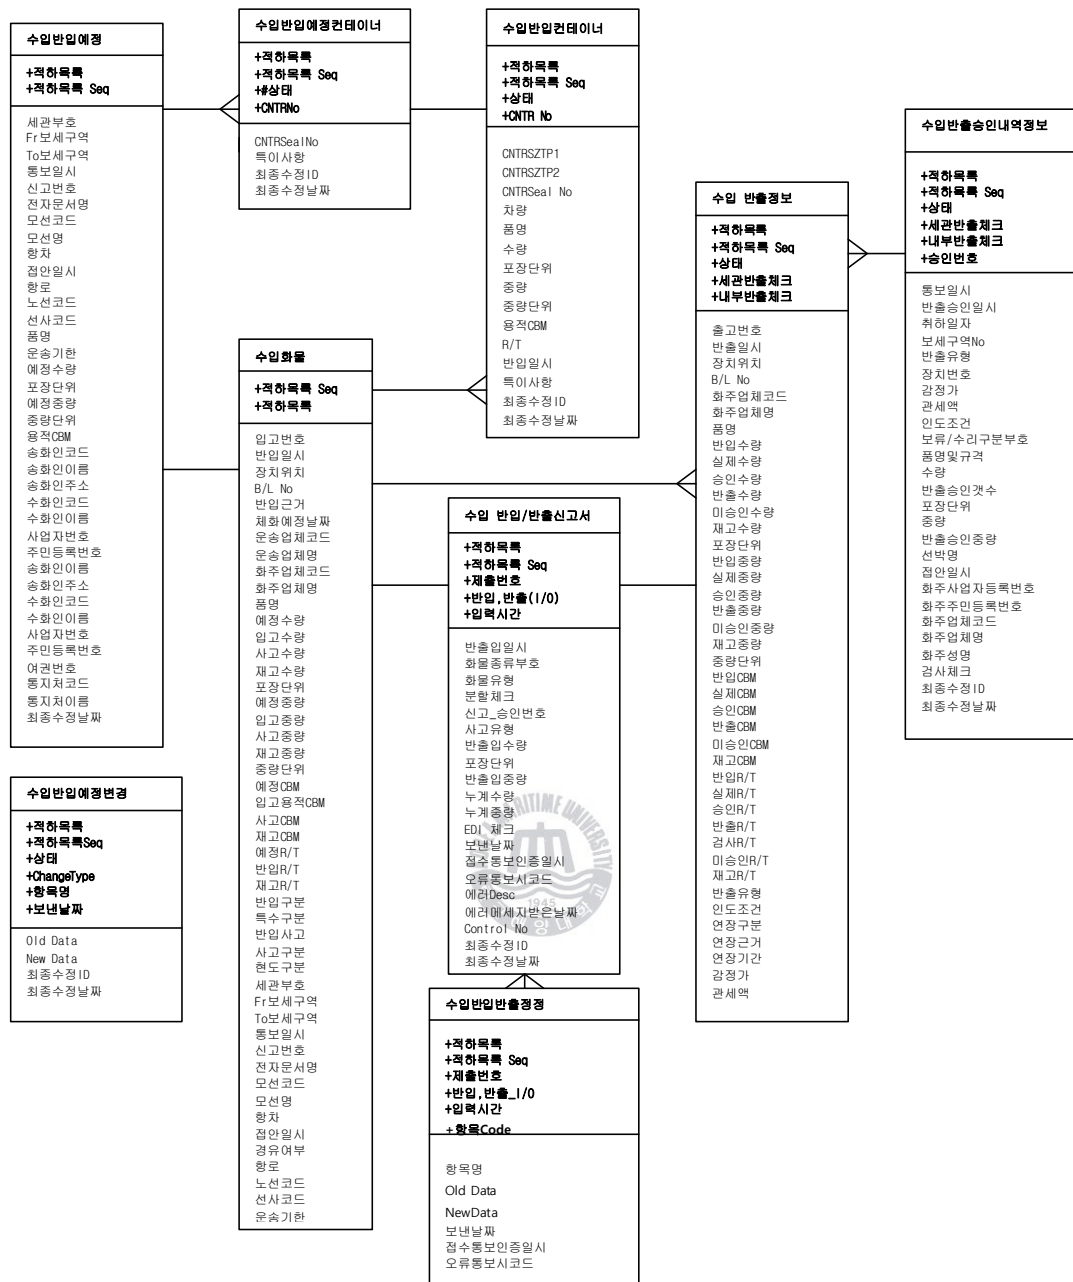 수입반입예정
+적하목록
+적하목록 Seq
세관부호
Fr보세구역
To보세구역
통보일시
신고번호
전자문서명
모선코드
모선명
항차
접안일시
항로
노선코드
선사코드
품명
운송기한
예정수량
포장단위
예정중량
중량단위
용적CBM
송화인코드
송화인이름
송화인주소
수화인코드
수화인이름
사업자번호
주민등록번호
송화인이름
송화인주소
수화인코드
수화인이름
사업자번호
주민등록번호
여권번호
통지처코드
통지처이름
최종수정날짜
수입반입예정변경
+적하목록
+적하목록Seq
+상태
+ChangeType
+항목명
+보낸날짜
Old Data
New Data
최종수정ID
최종수정날짜
수입반입예정컨테이너
+적하목록
+적하목록 Seq
+#상태
+CNTRNo
CNTRSealNo
특이사항
최종수정ID
최종수정날짜
수입화물
+적하목록 Seq
+적하목록
입고번호
반입일시
장치위치
B/L No
반입근거
체화예정날짜
운송업체코드
운송업체명
화주업체코드
화주업체명
품명
예정수량
입고수량
사고수량
재고수량
포장단위
예정중량
입고중량
사고중량
재고중량
중량단위
예정CBM
입고용적CBM
사고CBM
재고CBM
예정R/T
반입R/T
재고R/T
반입구분
특수구분
반입사고
사고구분
현도구분
세관부호
Fr보세구역
To보세구역
통보일시
신고번호
전자문서명
모선코드
모선명
항차
접안일시
경유여부
항로
노선코드
선사코드
운송기한
수입반입컨테이너
+적하목록
+적하목록 Seq
+상태
+CNTR No
CNTRSZTP1
CNTRSZTP2
CNTRSeal No
차량
품명
수량
포장단위
중량
중량단위
용적CBM
R/T
반입일시
특이사항
최종수정ID
최종수정날짜
수입 반입/반출신고서
+적하목록
+적하목록 Seq
+제출번호
+반입,반출(I/O)
+입력시간
반출입일시
화물종류부호
화물유형
분할체크
신고_승인번호
사고유형
반출입수량
포장단위
반출입중량
누계수량
누계중량
EDI 체크
보낸날짜
접수통보인증일시
오류통보시코드
에러Desc
에러메세지받은날짜
Control No
최종수정ID
최종수정날짜
수입반입반출정정
+적하목록
+적하목록 Seq
+제출번호
+반입,반출_I/O
+입력시간
+항목Code
항목명
Old Data
NewData
보낸날짜
접수통보인증일시
오류통보시코드
수입 반출정보
+적하목록
+적하목록 Seq
+상태
+세관반출체크
+내부반출체크
출고번호
반출일시
장치위치
B/L No
화주업체코드
화주업체명
품명
반입수량
실제수량
승인수량
반출수량
미승인수량
재고수량
포장단위
반입중량
실제중량
승인중량
반출중량
미승인중량
재고중량
중량단위
반입CBM
실제CBM
승인CBM
반출CBM
미승인CBM
재고CBM
반입R/T
실제R/T
승인R/T
반출R/T
검사R/T
미승인R/T
재고R/T
반출유형
인도조건
연장구분
연장근거
연장기간
감정가
관세액
수입반출승인내역정보
+적하목록
+적하목록 Seq
+상태
+세관반출체크
+내부반출체크
+승인번호
통보일시
반출승인일시
취하일자
보세구역No
반출유형
장치번호
감정가
관세액
인도조건
보류/수리구분부호
품명및규격
수량
반출승인갯수
포장단위
중량
반출승인중량
선박명
접안일시
화주사업자등록번호
화주주민등록번호
화주업체코드
화주업체명
화주성명
검사체크
최종수정ID
최종수정날짜
MARITIME UNIVERSITY
1945